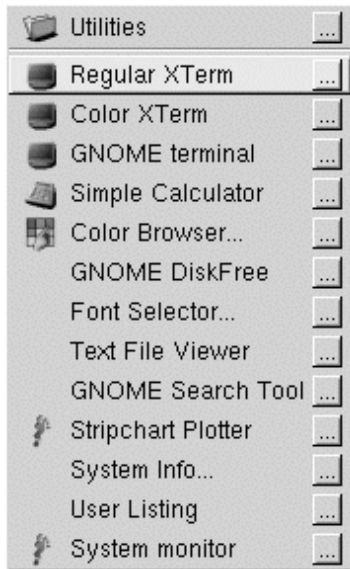 Utilities ...
Regular XTerm ...
Color XTerm ...
GNOME terminal ...
Simple Calculator ...
Color Browser... ...
GNOME DiskFree ...
Font Selector... ...
Text File Viewer ...
GNOME Search Tool ...
Stripchart Plotter ...
System Info... ...
User Listing ...
System monitor ...